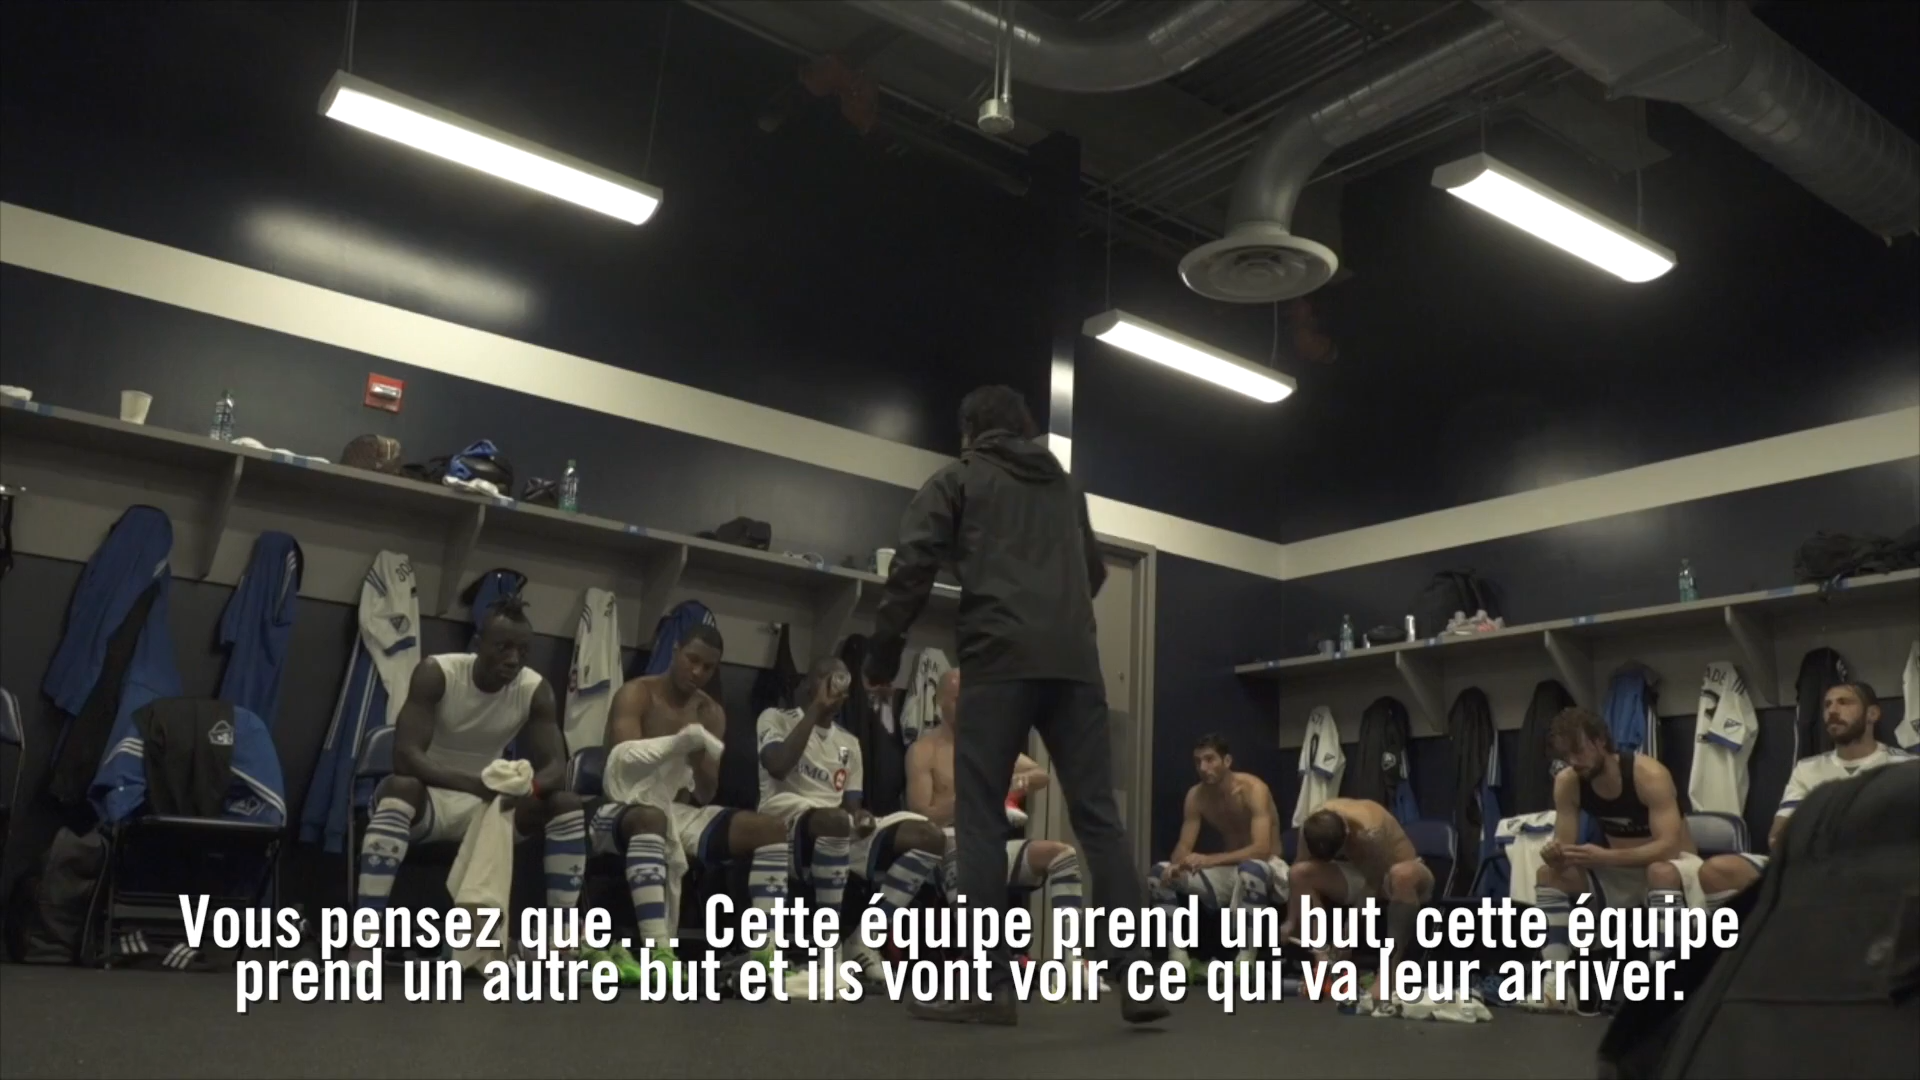 Vous pensez que... Cette équipe prend un but, cette équipe
prend un autre but et ils vont voir ce qui va leur arriver.
BMO